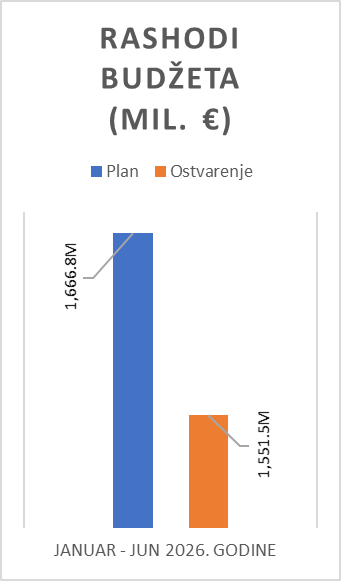 RASHODI
BUDŽETA
(MIL. €)
Plan Ostvarenje
1,666.8M
1,551.5M
JANUAR - JUN 2026. GODINE